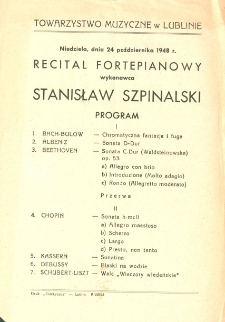 TOWARZYSTWO MUZYCZNE w LUBLINIE
Niedziela, dnia 24 października 1948 r.
RECITAL FORTEPIANOWY
wykonawca
STANISŁAW SZPINALSKI
PROGRAM
I
1. BACH-BULOW — Chromatyczna fantazja i fuga
2. ALBENIZ — Sonata D-Dur
3. BEETHOVEN — Sonata C-Dur (Waldsteinowska)
op. 53
a) Allegro con brio
b) Introduzione (Molto adagio)
c) Rondo (Allegretto moderato)
Przerwa
II
4. CHOPIN — Sonata h-moll
a) Allegro maestoso
b) Scherzo
c) Largo
d) Presto, non tanto
5. KASSERN — Sonatina
6. DEBUSSY — Blaski na wodzie
7. SCHUBERT-LISZT — Walc „Wieczory wiedeńskie"
Druk.